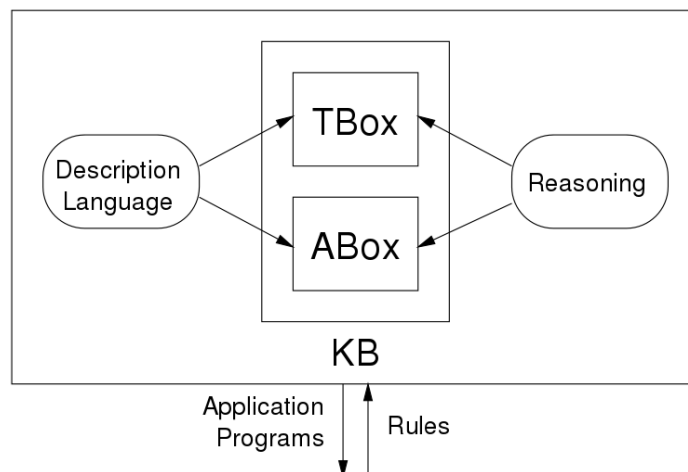 TBox
Description
Language
Reasoning
ABox
KB
Application
Programs
Rules